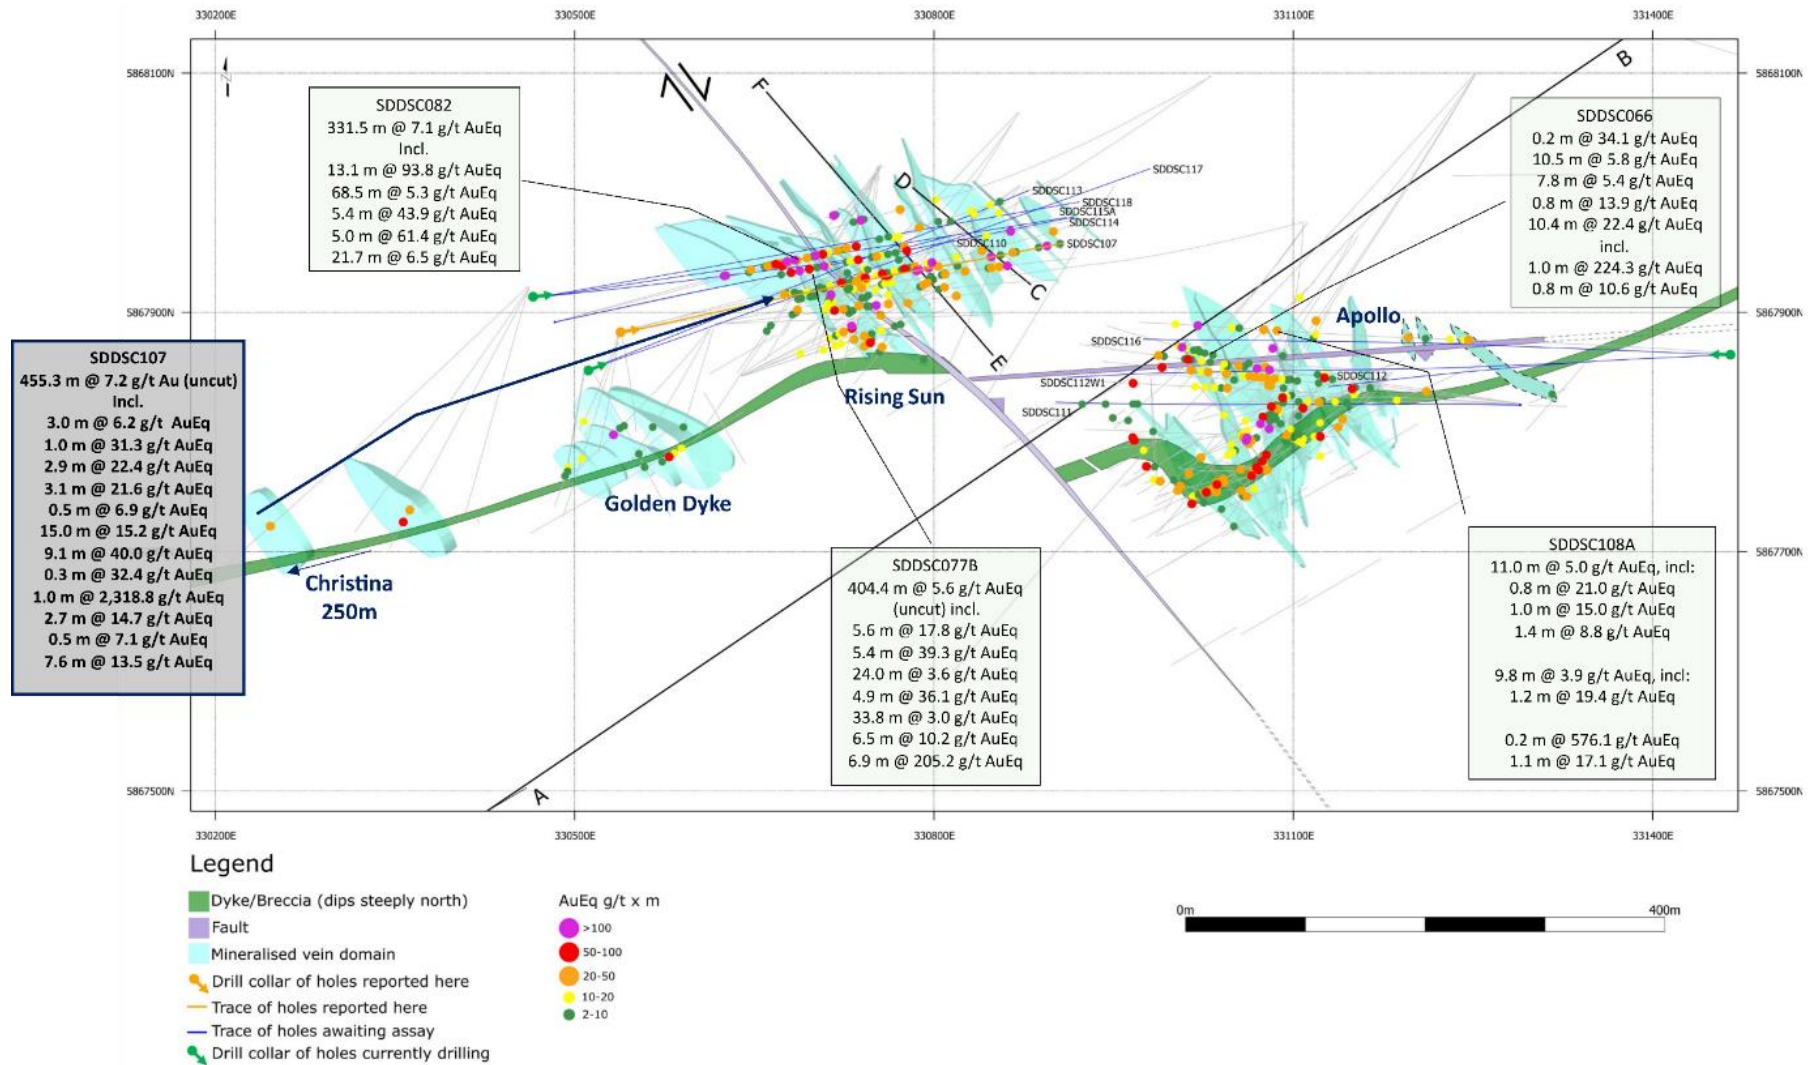 330200E 330500E 330800E 331100E 331400E
5868100N 5868100N
B
F
SDDSC082
331.5 m @ 7.1 g/t AuEq
Incl.
13.1 m @ 93.8 g/t AuEq
68.5 m @ 5.3 g/t AuEq
5.4 m @ 43.9 g/t AuEq
5.0 m @ 61.4 g/t AuEq
21.7 m @ 6.5 g/t AuEq
SDDSC066
0.2 m @ 34.1 g/t AuEq
10.5 m @ 5.8 g/t AuEq
7.8 m @ 5.4 g/t AuEq
0.8 m @ 13.9 g/t AuEq
10.4 m @ 22.4 g/t AuEq
incl.
1.0 m @ 224.3 g/t AuEq
0.8 m @ 10.6 g/t AuEq
SDDSC117
D
SDDSC113
SDDSC118
SDDSC115A
SDDSC114
SDDSC110
SDDSC107
C
5867900N 5867900N
Apollo
SDDSC116
E
SDDSC112
SDDSC112W1
SDDSC111
Rising Sun
Golden Dyke
SDDSC107
455.3 m @ 7.2 g/t Au (uncut)
Incl.
3.0 m @ 6.2 g/t AuEq
1.0 m @ 31.3 g/t AuEq
2.9 m @ 22.4 g/t AuEq
3.1 m @ 21.6 g/t AuEq
0.5 m @ 6.9 g/t AuEq
15.0 m @ 15.2 g/t AuEq
9.1 m @ 40.0 g/t AuEq
0.3 m @ 32.4 g/t AuEq
1.0 m @ 2,318.8 g/t AuEq
2.7 m @ 14.7 g/t AuEq
0.5 m @ 7.1 g/t AuEq
7.6 m @ 13.5 g/t AuEq
5867700N
Christina
250m
SDDSC077B
404.4 m @ 5.6 g/t AuEq
(uncut) incl.
5.6 m @ 17.8 g/t AuEq
5.4 m @ 39.3 g/t AuEq
24.0 m @ 3.6 g/t AuEq
4.9 m @ 36.1 g/t AuEq
33.8 m @ 3.0 g/t AuEq
6.5 m @ 10.2 g/t AuEq
6.9 m @ 205.2 g/t AuEq
SDDSC108A
11.0 m @ 5.0 g/t AuEq, incl:
0.8 m @ 21.0 g/t AuEq
1.0 m @ 15.0 g/t AuEq
1.4 m @ 8.8 g/t AuEq
9.8 m @ 3.9 g/t AuEq, incl:
1.2 m @ 19.4 g/t AuEq
0.2 m @ 576.1 g/t AuEq
1.1 m @ 17.1 g/t AuEq
5867500N 5867500N
A
330200E 330500E 330800E 331100E 331400E
Legend
Dyke/Breccia (dips steeply north)
Fault
Mineralised vein domain
Drill collar of holes reported here
Trace of holes reported here
Trace of holes awaiting assay
Drill collar of holes currently drilling
AuEq g/t x m
>100
50-100
20-50
10-20
2-10
0m 400m